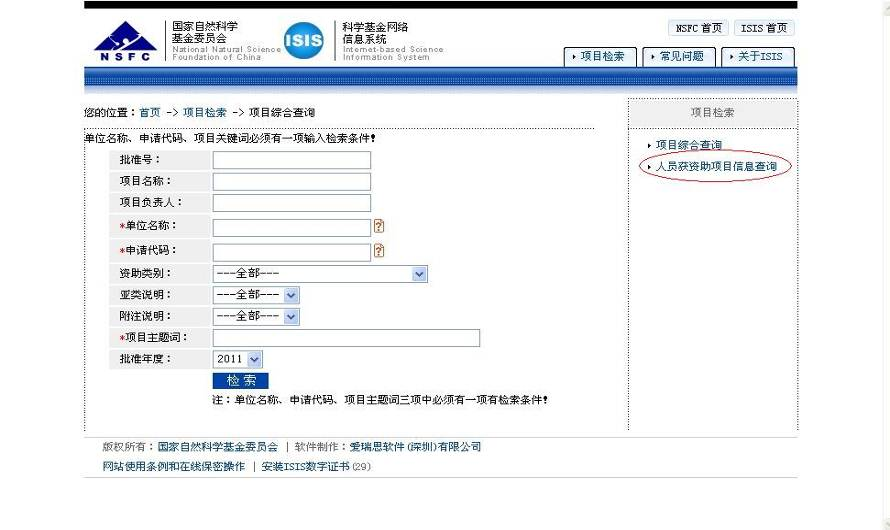 国家自然科学
基金委员会
National Natural Science
Foundation of China
NSFC
ISIS
科学基金网络
信息系统
Internet-based Science
Information System
NSFC 首页
ISIS 首页
项目检索
常见问题
关于ISIS
您的位置：首页 -> 项目检索 -> 项目综合查询
单位名称、申请代码、项目关键词必须有一项输入检索条件!
批准号：
项目名称：
项目负责人：
*单位名称：
?
*申请代码：
?
资助类别： ---全部---
亚类说明： ---全部---
附注说明： ---全部---
*项目主题词：
批准年度： 2011
检 索
注：单位名称、申请代码、项目主题词三项中必须有一项有检索条件!
项目检索
项目综合查询
人员获资助项目信息查询
版权所有：国家自然科学基金委员会 | 软件制作：爱瑞思软件(深圳)有限公司
网站使用条例和在线保密操作 | 安装ISIS数字证书(29)